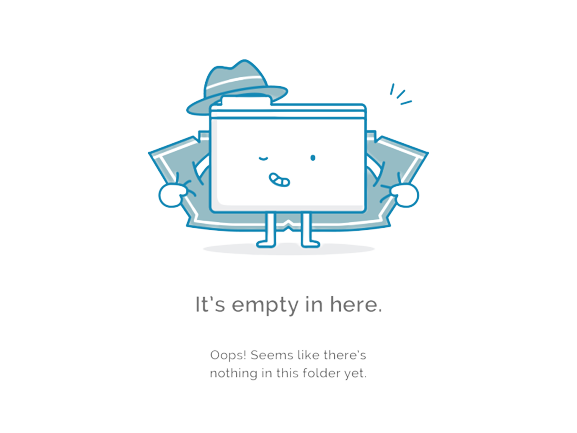 It's empty in here.
Oops! Seems like there's
nothing in this folder yet.